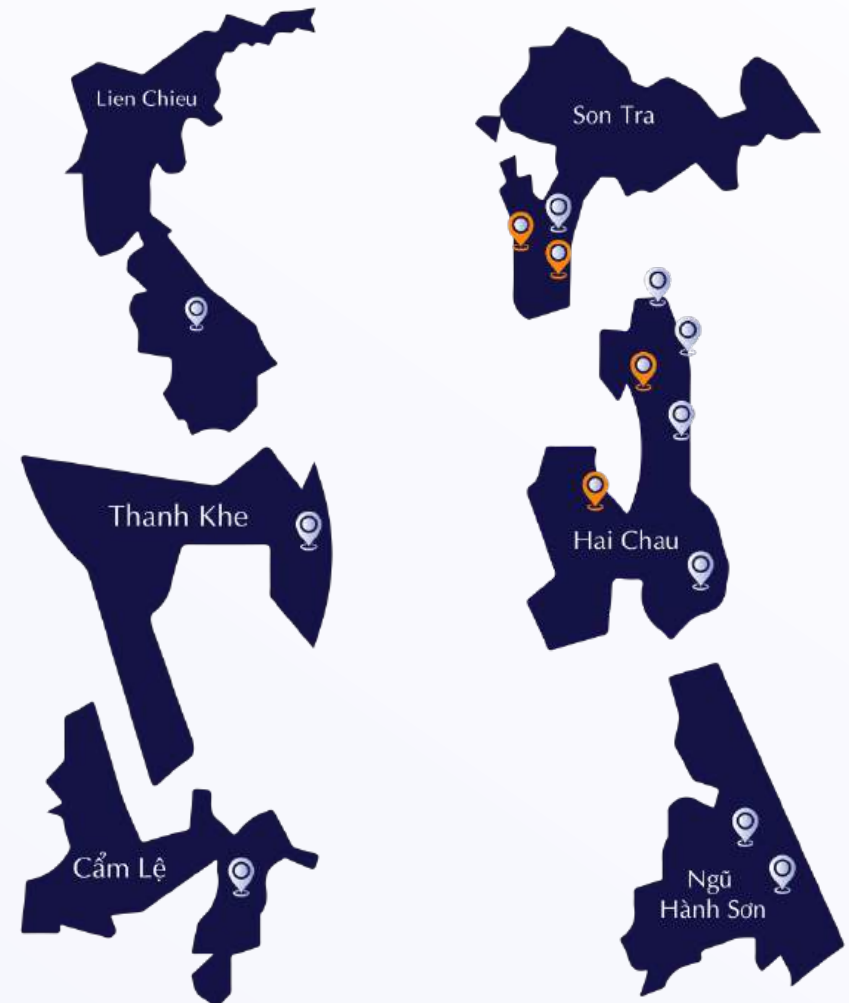 Lien Chieu
Son Tra
Thanh Khe
Hai Chau
Cẩm Lệ
Ngũ
Hành Sơn